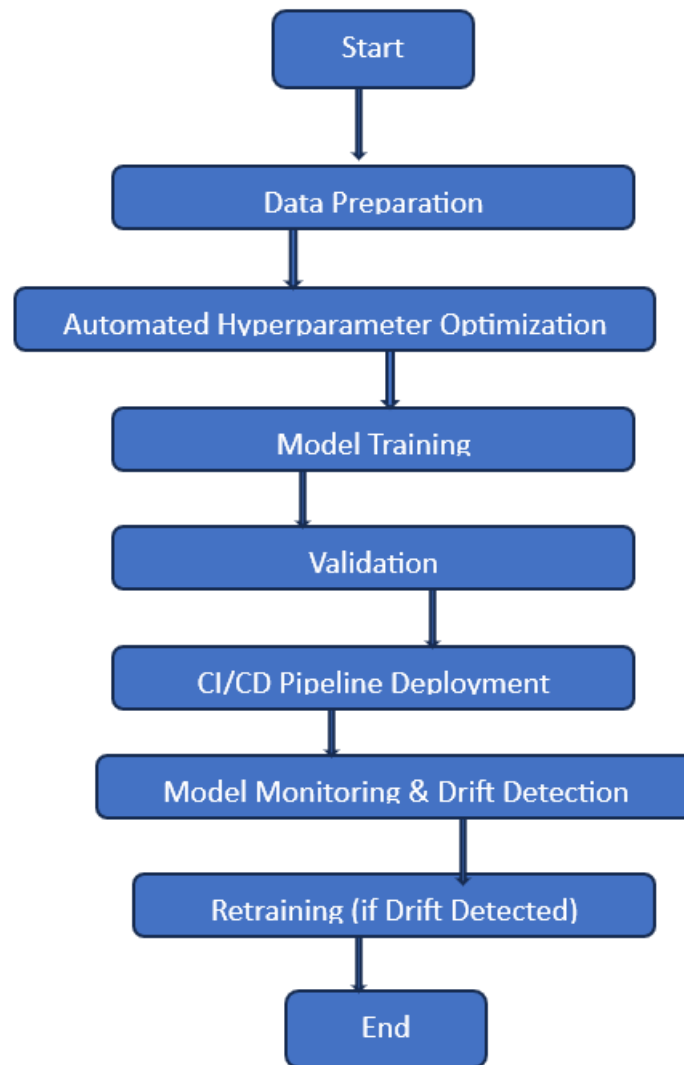 Start
Data Preparation
Automated Hyperparameter Optimization
Model Training
Validation
CI/CD Pipeline Deployment
Model Monitoring & Drift Detection
Retraining (if Drift Detected)
End